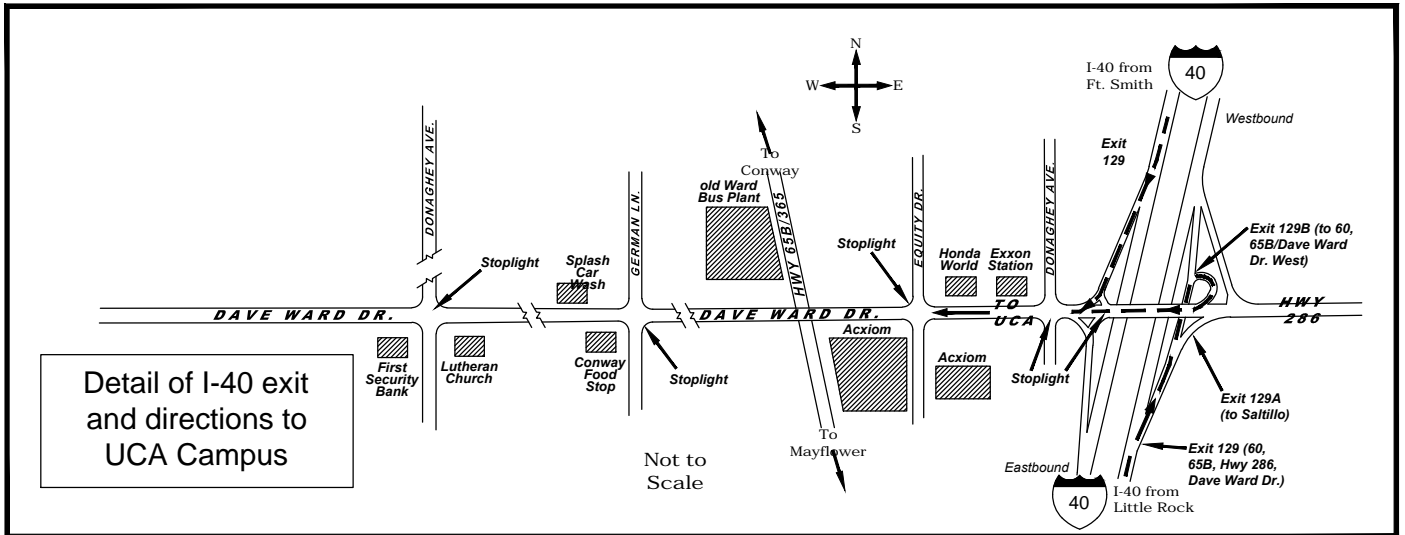 N
W
E
S
I-40 from
Ft. Smith
40
Westbound
Exit
129
DONAGHEY AVE.
To
Conway
old Ward
Bus Plant
HWY 65B/365
GERMAN LN.
EQUITY DR.
DONAGHEY AVE.
Exit 129B (to 60,
65B/Dave Ward
Dr. West)
Stoplight
Splash
Car
Wash
Stoplight
Honda
World
Exxon
Station
DAVE WARD DR.
DAVE WARD DR.
TO
UCA
HWY
286
First
Security
Bank
Lutheran
Church
Conway
Food
Stop
Stoplight
Acxiom
Acxiom
Stoplight
Exit 129A
(to Saltillo)
Detail of I-40 exit
and directions to
UCA Campus
Not to
Scale
To
Mayflower
Eastbound
40
I-40 from
Little Rock
Exit 129 (60,
65B, Hwy 286,
Dave Ward Dr.)